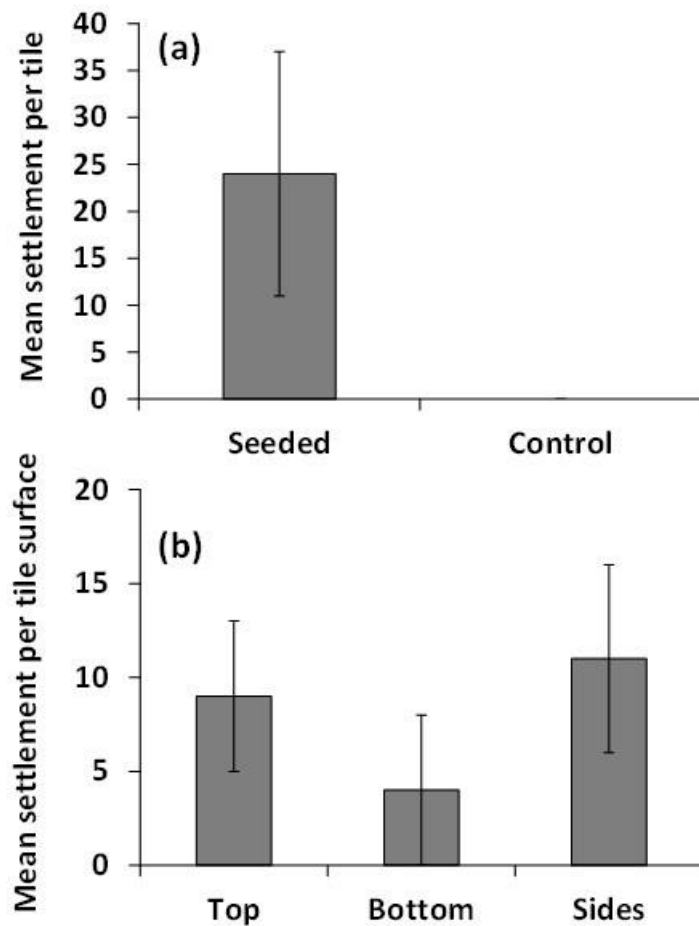 (a)
Mean settlement per tile
40
35
30
25
20
15
10
5
0
Seeded Control
(b)
Mean settlement per tile surface
20
15
10
5
0
Top Bottom Sides